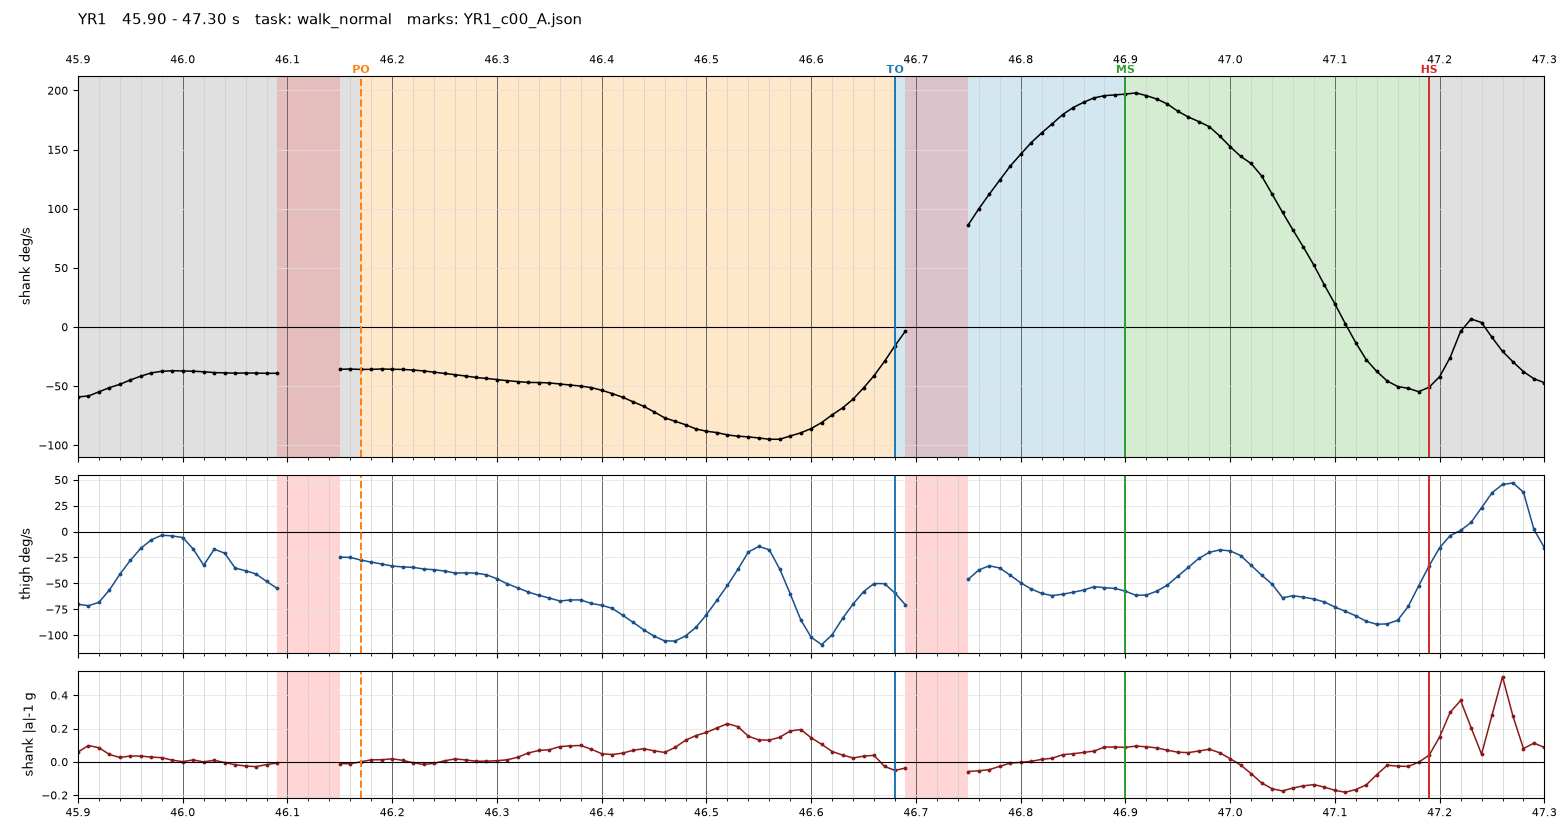 YR1   45.90 - 47.30 s   task: walk_normal   marks: YR1_c00_A.json
45.9 46.0 46.1 46.2 46.3 46.4 46.5 46.6 46.7 46.8 46.9 47.0 47.1 47.2 47.3
PO TO MS HS
200
150
100
50
0
−50
−100
shank deg/s
50
25
0
−25
−50
−75
−100
thigh deg/s
0.4
0.2
0.0
−0.2
shank |a|-1 g
45.9 46.0 46.1 46.2 46.3 46.4 46.5 46.6 46.7 46.8 46.9 47.0 47.1 47.2 47.3